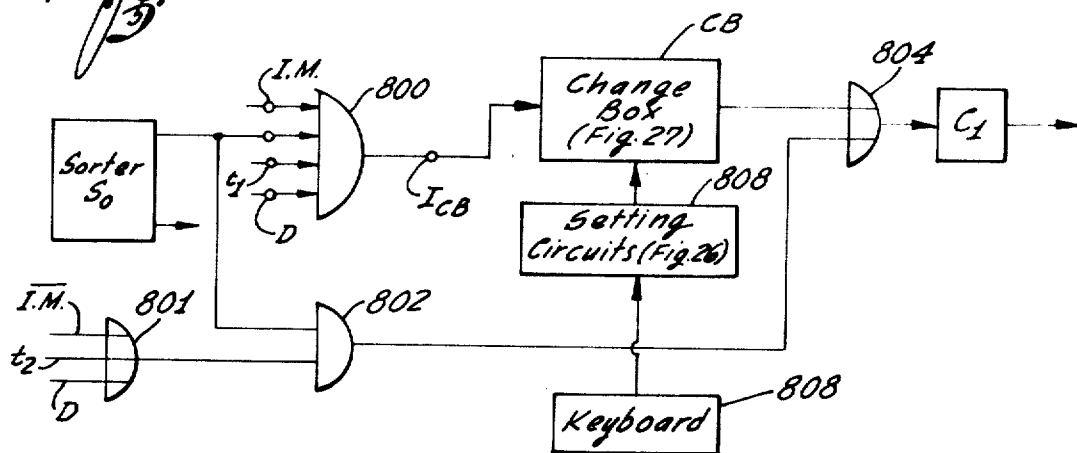 CB
804
I.M.
800
Change
Box
(Fig. 27)
C1
Sorter
S0
t1
D
ICB
808
Setting
Circuits (Fig. 26)
I.M.
801
802
t2
D
808
Keyboard